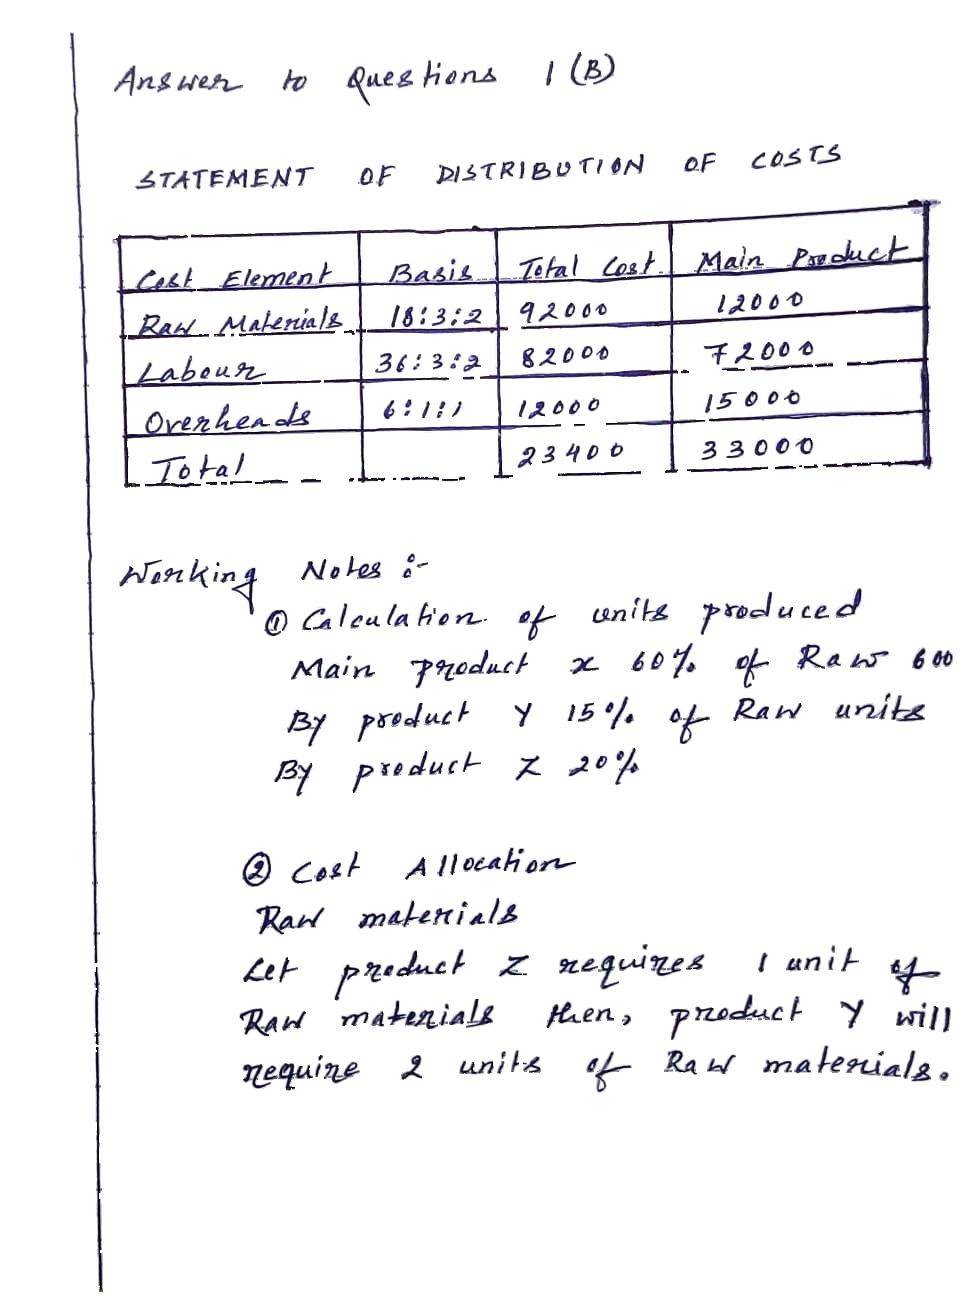 Answer to Questions 1 (B)
STATEMENT OF DISTRIBUTION OF COSTS
Cost Element Basis Total Cost Main Product
Raw Materials 18:3:2 92000 12000
Labour 36:3:2 82000 72000
Overheads 6:1:1 12000 15000
Total 23400 33000
Working Notes :-
① Calculation of units produced
Main product x 60% of Raw 600
By product Y 15% of Raw units
By product Z 20%
② Cost Allocation
Raw materials
Let product Z requires 1 unit of
Raw materials then, product Y will
require 2 units of Raw materials.